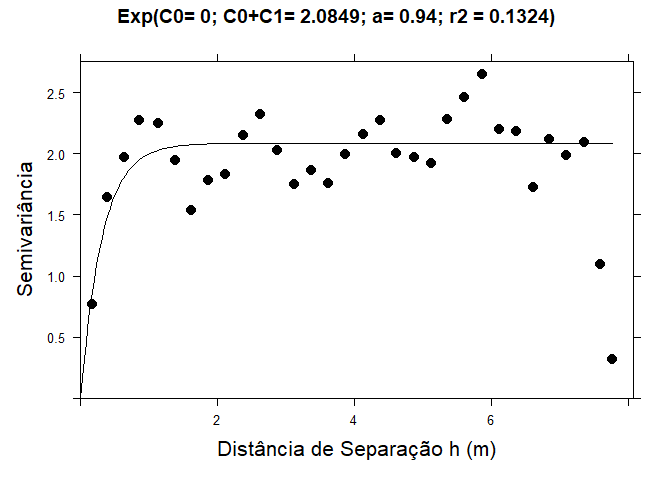 Exp(C0= 0; C0+C1= 2.0849; a= 0.94; r2 = 0.1324)
2.5
2.0
1.5
1.0
0.5
Semivariância
2 4 6
Distância de Separação h (m)